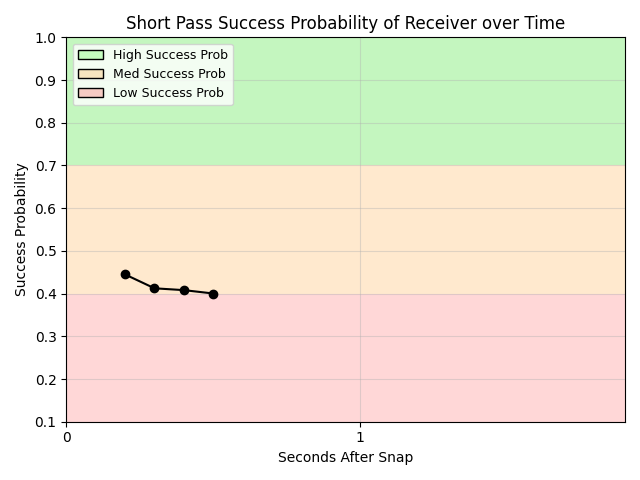 Short Pass Success Probability of Receiver over Time
High Success Prob
Med Success Prob
Low Success Prob
Success Probability
1.0
0.9
0.8
0.7
0.6
0.5
0.4
0.3
0.2
0.1
0
1
Seconds After Snap